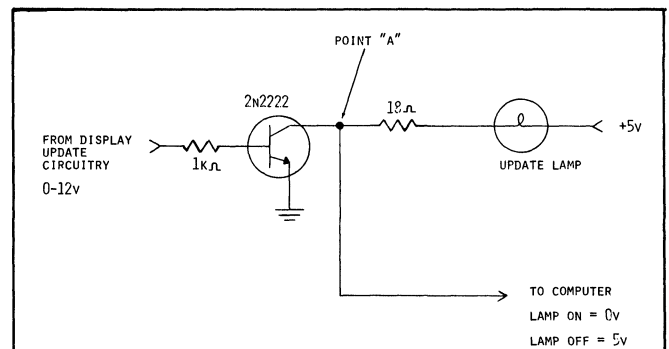 POINT "A"
2N2222
18Ω
+5v
FROM DISPLAY
UPDATE
CIRCUITRY
0-12v
1KΩ
UPDATE LAMP
TO COMPUTER
LAMP ON = 0v
LAMP OFF = 5v